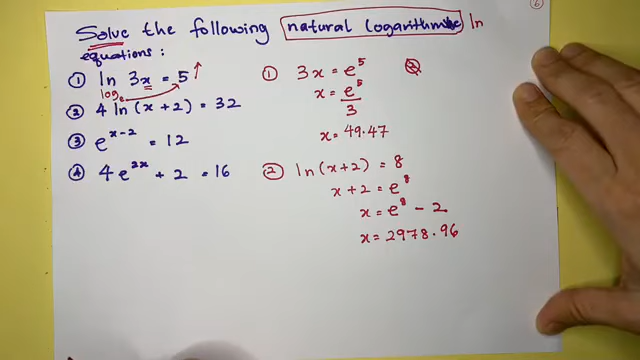 Solve the following natural logarithmic ln
equations :
① ln 3x = 5
logₑ
② 4 ln (x + 2) = 32
③ e^(x-2) = 12
④ 4e^(2x) + 2 = 16
① 3x = e^5
x = e^5/3
x = 49.47
② ln (x+2) = 8
x + 2 = e^8
x = e^8 - 2
x = 2978.96